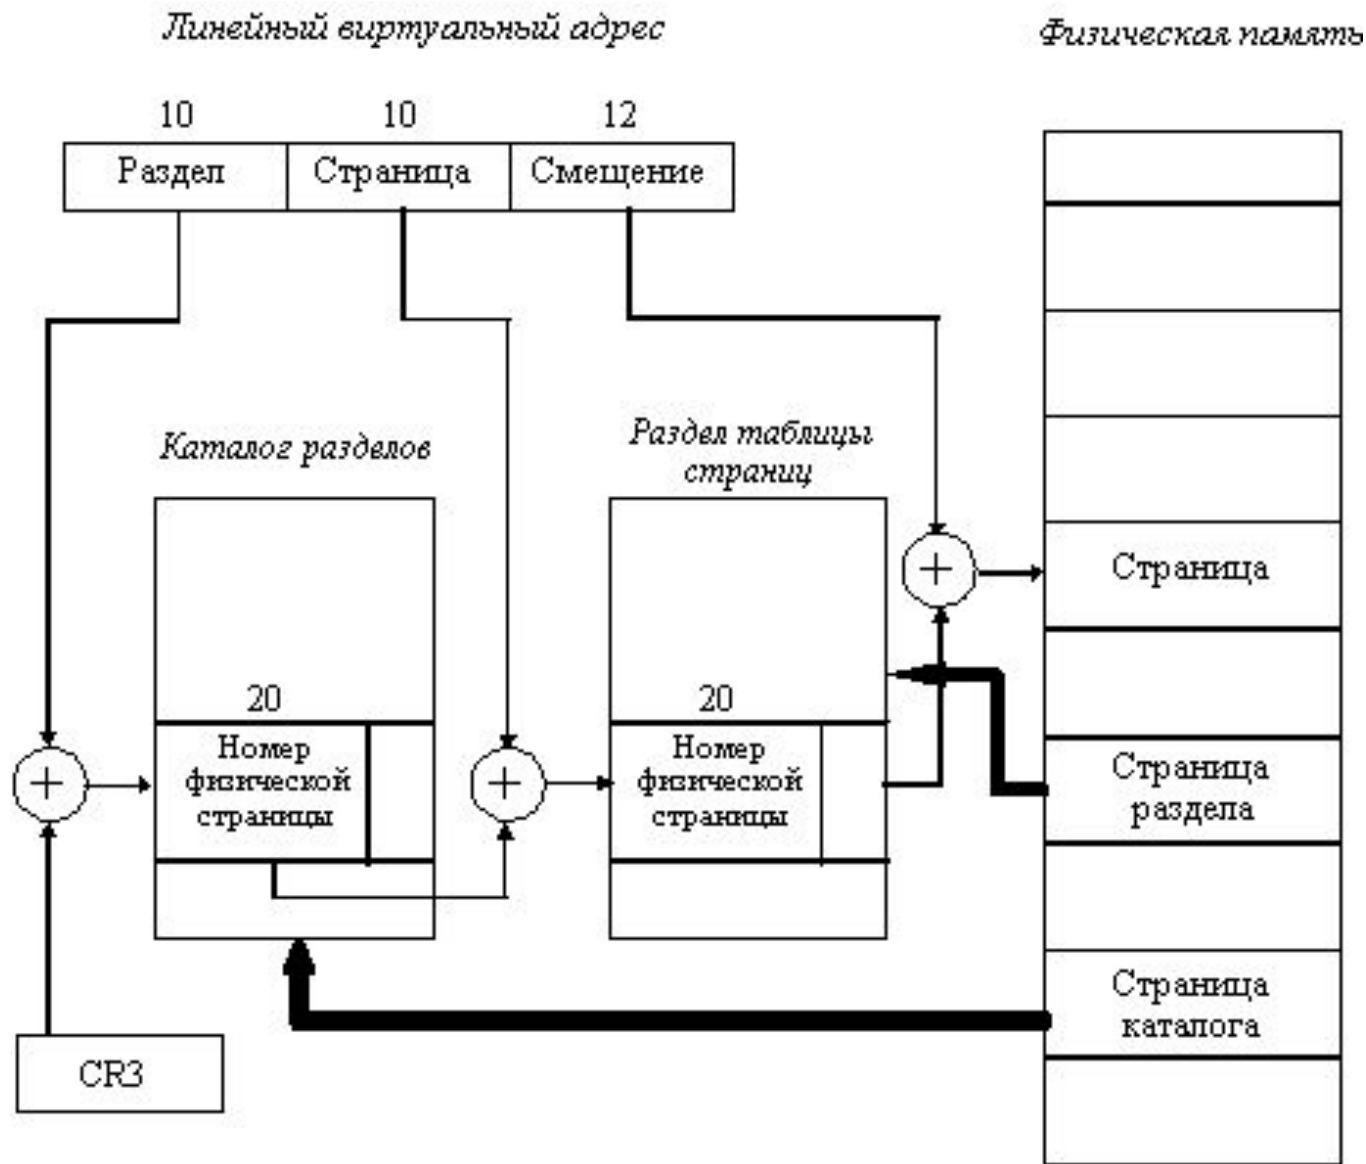 Линейный виртуальный адрес
Физическая память
10
10
12
Раздел
Страница
Смещение
Каталог разделов
Раздел таблицы
страниц
Страница
20
Номер
физической
страницы
20
Номер
физической
страницы
+
+
+
Страница
раздела
Страница
каталога
CR3